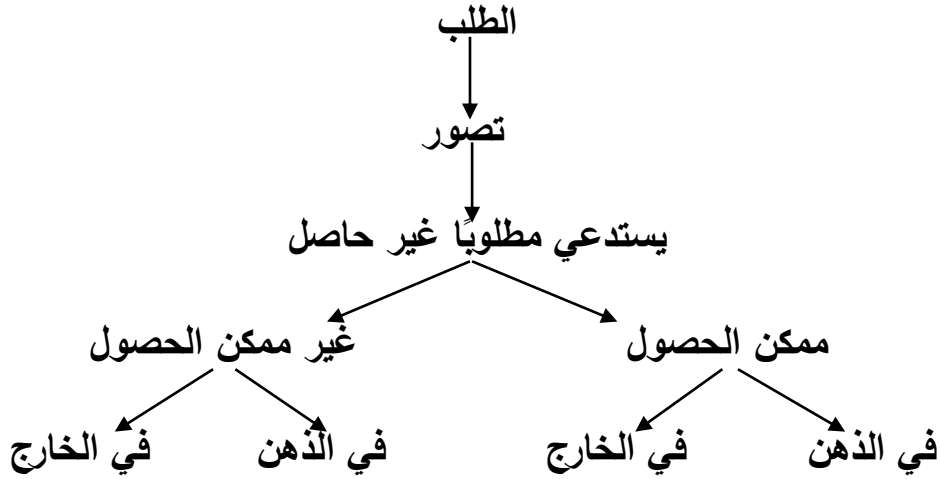 الطلب
تصور
يستدعي مطلوبًا غير حاصل
ممكن الحصول
غير ممكن الحصول
في الذهن
في الخارج
في الذهن
في الخارج